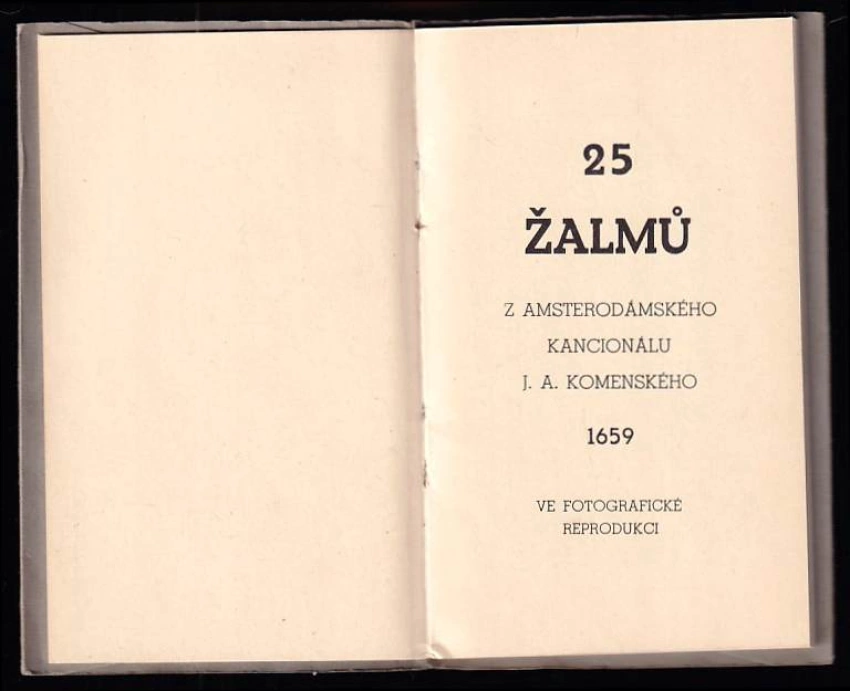 25
ŽALMŮ
Z AMSTERODÁMSKÉHO
KANCIONÁLU
J. A. KOMENSKÉHO
1659
VE FOTOGRAFICKÉ
REPRODUKCI